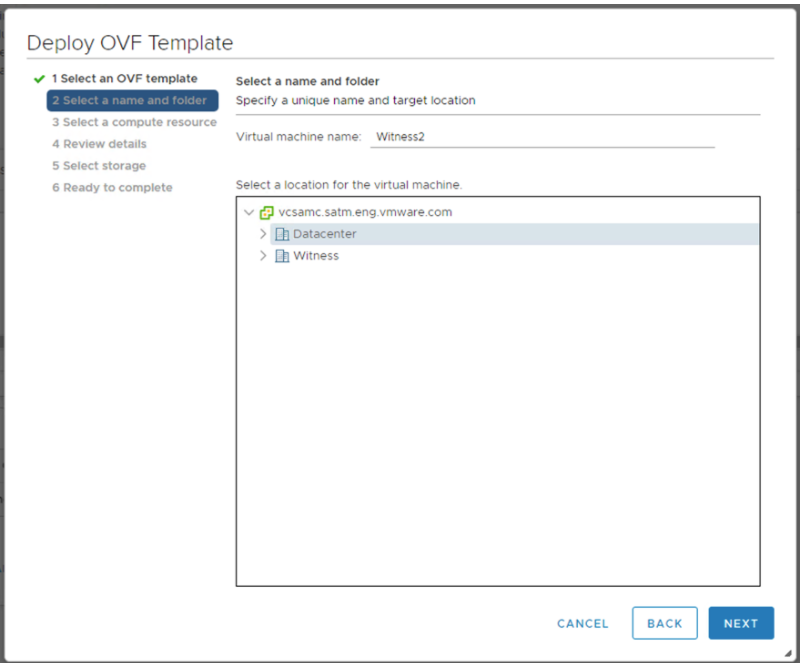 Deploy OVF Template
1 Select an OVF template
2 Select a name and folder
3 Select a compute resource
4 Review details
5 Select storage
6 Ready to complete
Select a name and folder
Specify a unique name and target location
Virtual machine name: Witness2
Select a location for the virtual machine.
vcsamc.satm.eng.vmware.com
Datacenter
Witness
CANCEL
BACK
NEXT